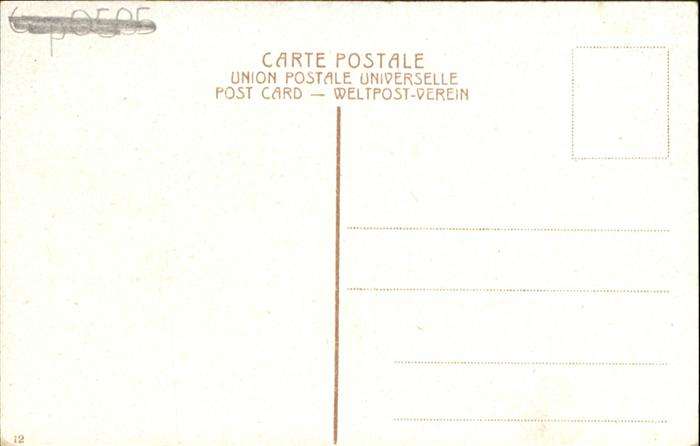 CARTE POSTALE
UNION POSTALE UNIVERSELLE
POST CARD — WELTPOST-VEREIN
12